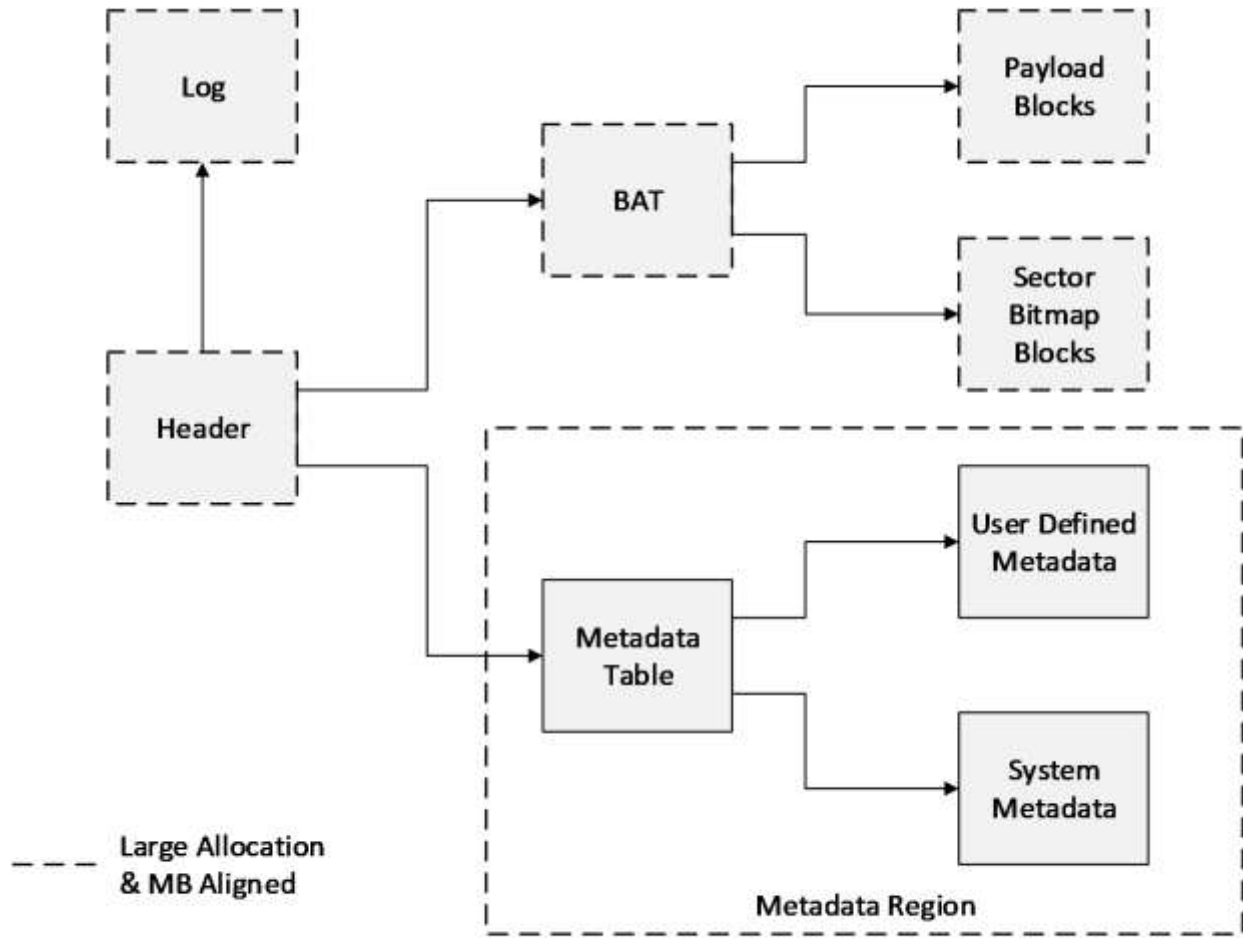 Log
Payload
Blocks
BAT
Sector
Bitmap
Blocks
Header
User Defined
Metadata
Metadata
Table
System
Metadata
Large Allocation
& MB Aligned
Metadata Region